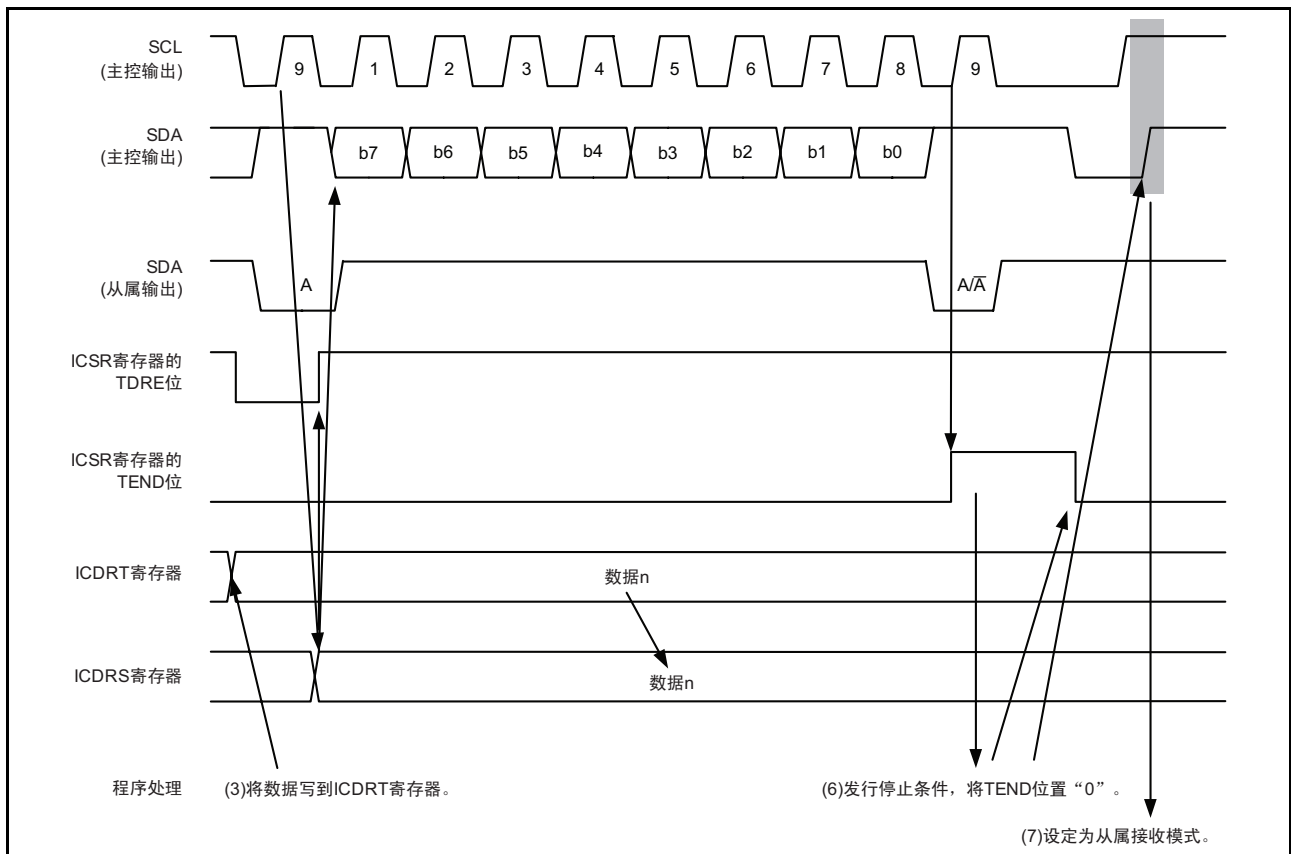 SCL
(主控输出)
9 1 2 3 4 5 6 7 8 9
SDA
(主控输出)
b7 b6 b5 b4 b3 b2 b1 b0
SDA
(从属输出)
A A/A̅
ICSR寄存器的
TDRE位
ICSR寄存器的
TEND位
ICDRT寄存器
数据n
ICDRS寄存器
数据n
程序处理 (3)将数据写到ICDRT寄存器。 (6)发行停止条件，将TEND位置“0”。
(7)设定为从属接收模式。